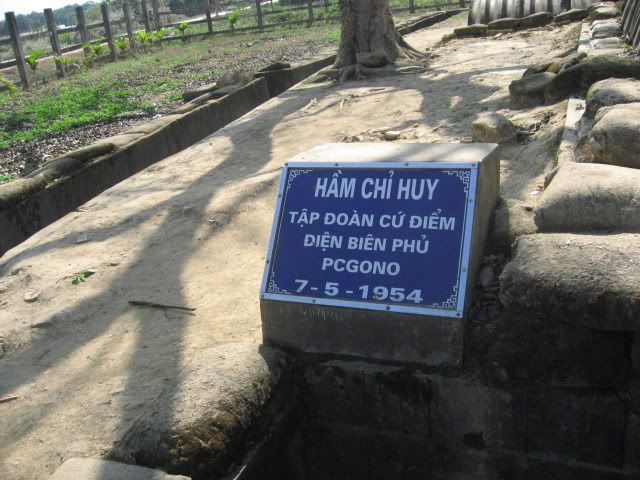 HẦM CHỈ HUY
TẬP ĐOÀN CỨ ĐIỂM
ĐIỆN BIÊN PHỦ
PCGONO
7-5-1954